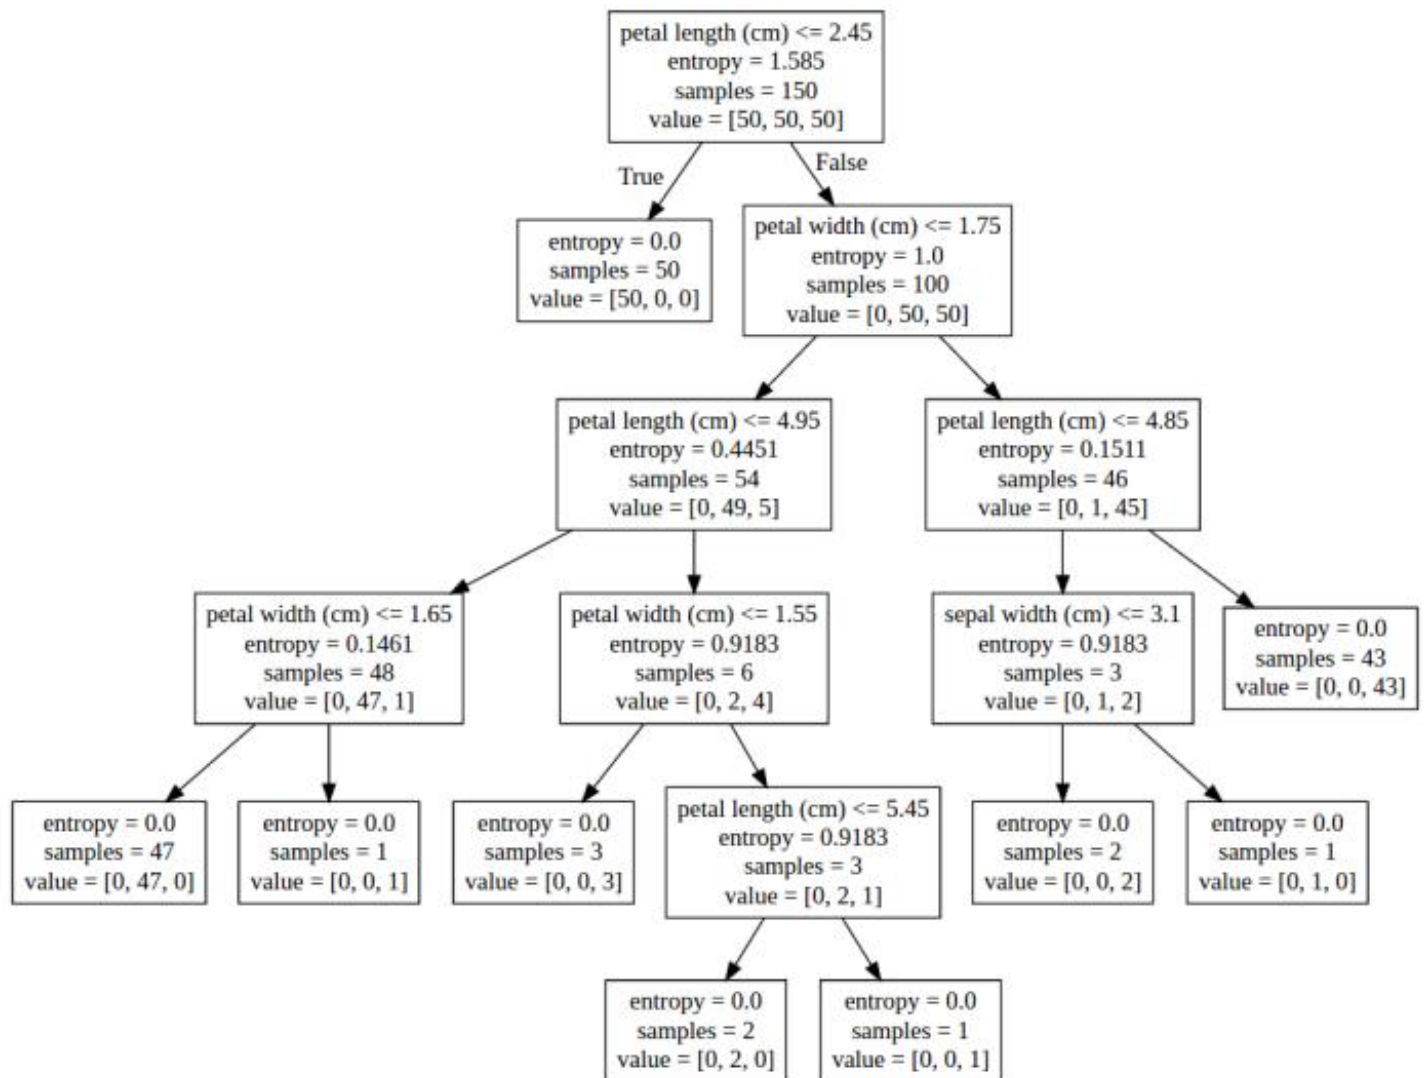 petal length (cm) <= 2.45
entropy = 1.585
samples = 150
value = [50, 50, 50]
True
False
entropy = 0.0
samples = 50
value = [50, 0, 0]
petal width (cm) <= 1.75
entropy = 1.0
samples = 100
value = [0, 50, 50]
petal length (cm) <= 4.95
entropy = 0.4451
samples = 54
value = [0, 49, 5]
petal length (cm) <= 4.85
entropy = 0.1511
samples = 46
value = [0, 1, 45]
petal width (cm) <= 1.65
entropy = 0.1461
samples = 48
value = [0, 47, 1]
petal width (cm) <= 1.55
entropy = 0.9183
samples = 6
value = [0, 2, 4]
sepal width (cm) <= 3.1
entropy = 0.9183
samples = 3
value = [0, 1, 2]
entropy = 0.0
samples = 43
value = [0, 0, 43]
entropy = 0.0
samples = 47
value = [0, 47, 0]
entropy = 0.0
samples = 1
value = [0, 0, 1]
entropy = 0.0
samples = 3
value = [0, 0, 3]
petal length (cm) <= 5.45
entropy = 0.9183
samples = 3
value = [0, 2, 1]
entropy = 0.0
samples = 2
value = [0, 0, 2]
entropy = 0.0
samples = 1
value = [0, 1, 0]
entropy = 0.0
samples = 2
value = [0, 2, 0]
entropy = 0.0
samples = 1
value = [0, 0, 1]